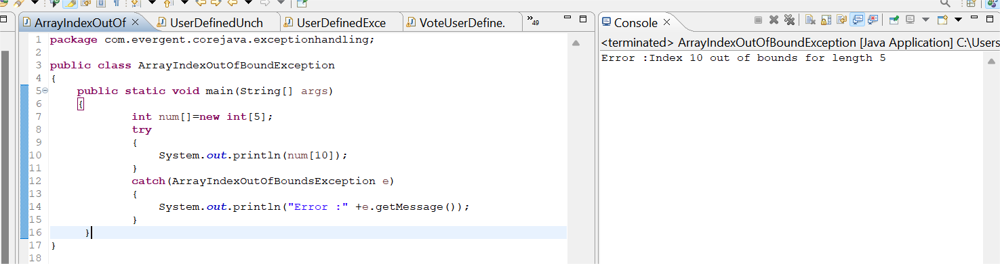 ArrayIndexOutOf
UserDefinedUnch
UserDefinedExce
VoteUserDefine.
»49
1 package com.evergent.corejava.exceptionhandling;
2
3 public class ArrayIndexOutOfBoundException
4 {
5 public static void main(String[] args)
6 {
7 int num[]=new int[5];
8 try
9 {
10 System.out.println(num[10]);
11 }
12 catch(ArrayIndexOutOfBoundsException e)
13 {
14 System.out.println("Error :" +e.getMessage());
15 }
16 }
17 }
18
Console
<terminated> ArrayIndexOutOfBoundException [Java Application] C:\Users
Error :Index 10 out of bounds for length 5